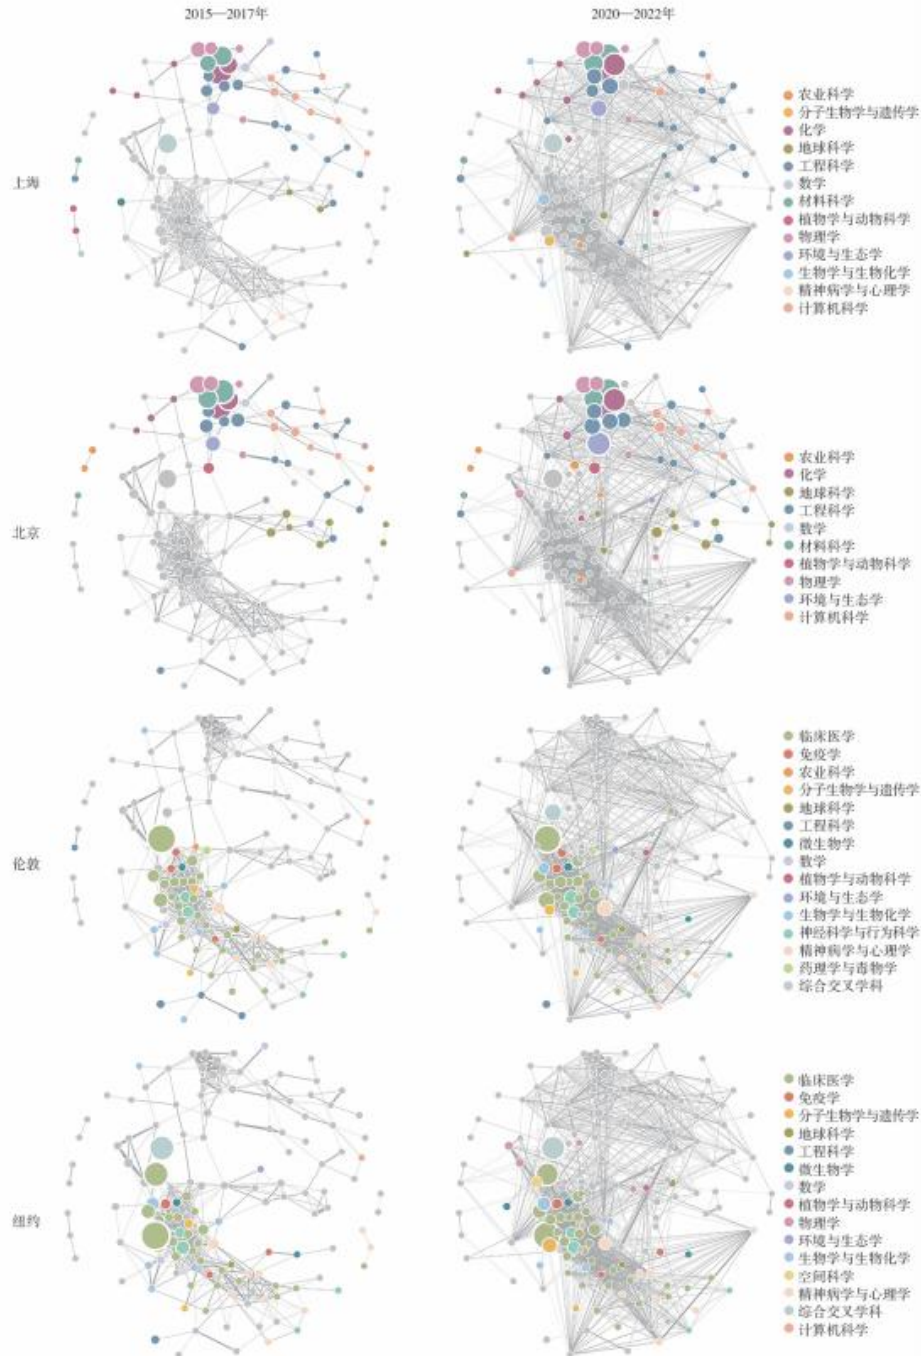 2015—2017年
2020—2022年
上海
农业科学
分子生物学与遗传学
化学
地球科学
工程科学
数学
材料科学
植物学与动物科学
物理学
环境与生态学
生物学与生物化学
精神病学与心理学
计算机科学
北京
农业科学
化学
地球科学
工程科学
数学
材料科学
植物学与动物科学
物理学
环境与生态学
计算机科学
伦敦
临床医学
免疫学
农业科学
分子生物学与遗传学
地球科学
工程科学
微生物学
数学
植物学与动物科学
环境与生态学
生物学与生物化学
神经科学与行为科学
精神病学与心理学
药理学与毒物学
综合交叉学科
纽约
临床医学
免疫学
分子生物学与遗传学
地球科学
工程科学
微生物学
数学
植物学与动物科学
物理学
环境与生态学
生物学与生物化学
空间科学
精神病学与心理学
综合交叉学科
计算机科学